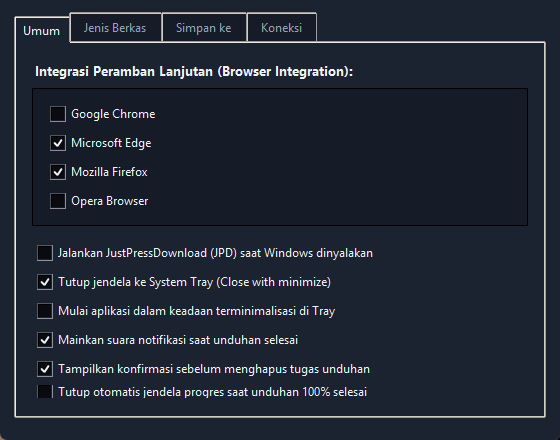 Umum
Jenis Berkas
Simpan ke
Koneksi
Integrasi Peramban Lanjutan (Browser Integration):
Google Chrome
Microsoft Edge
Mozilla Firefox
Opera Browser
Jalankan JustPressDownload (JPD) saat Windows dinyalakan
Tutup jendela ke System Tray (Close with minimize)
Mulai aplikasi dalam keadaan terminimalisasi di Tray
Mainkan suara notifikasi saat unduhan selesai
Tampilkan konfirmasi sebelum menghapus tugas unduhan
Tutup otomatis jendela progres saat unduhan 100% selesai